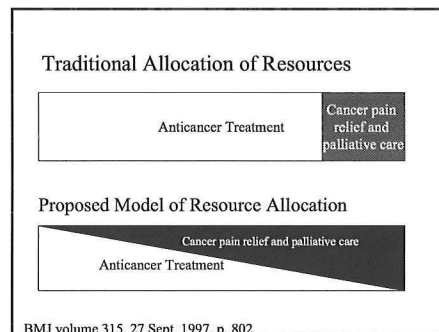 Traditional Allocation of Resources
Anticancer Treatment
Cancer pain
relief and
palliative care
Proposed Model of Resource Allocation
Cancer pain relief and palliative care
Anticancer Treatment
BMJ volume 315, 27 Sept. 1997, p. 802